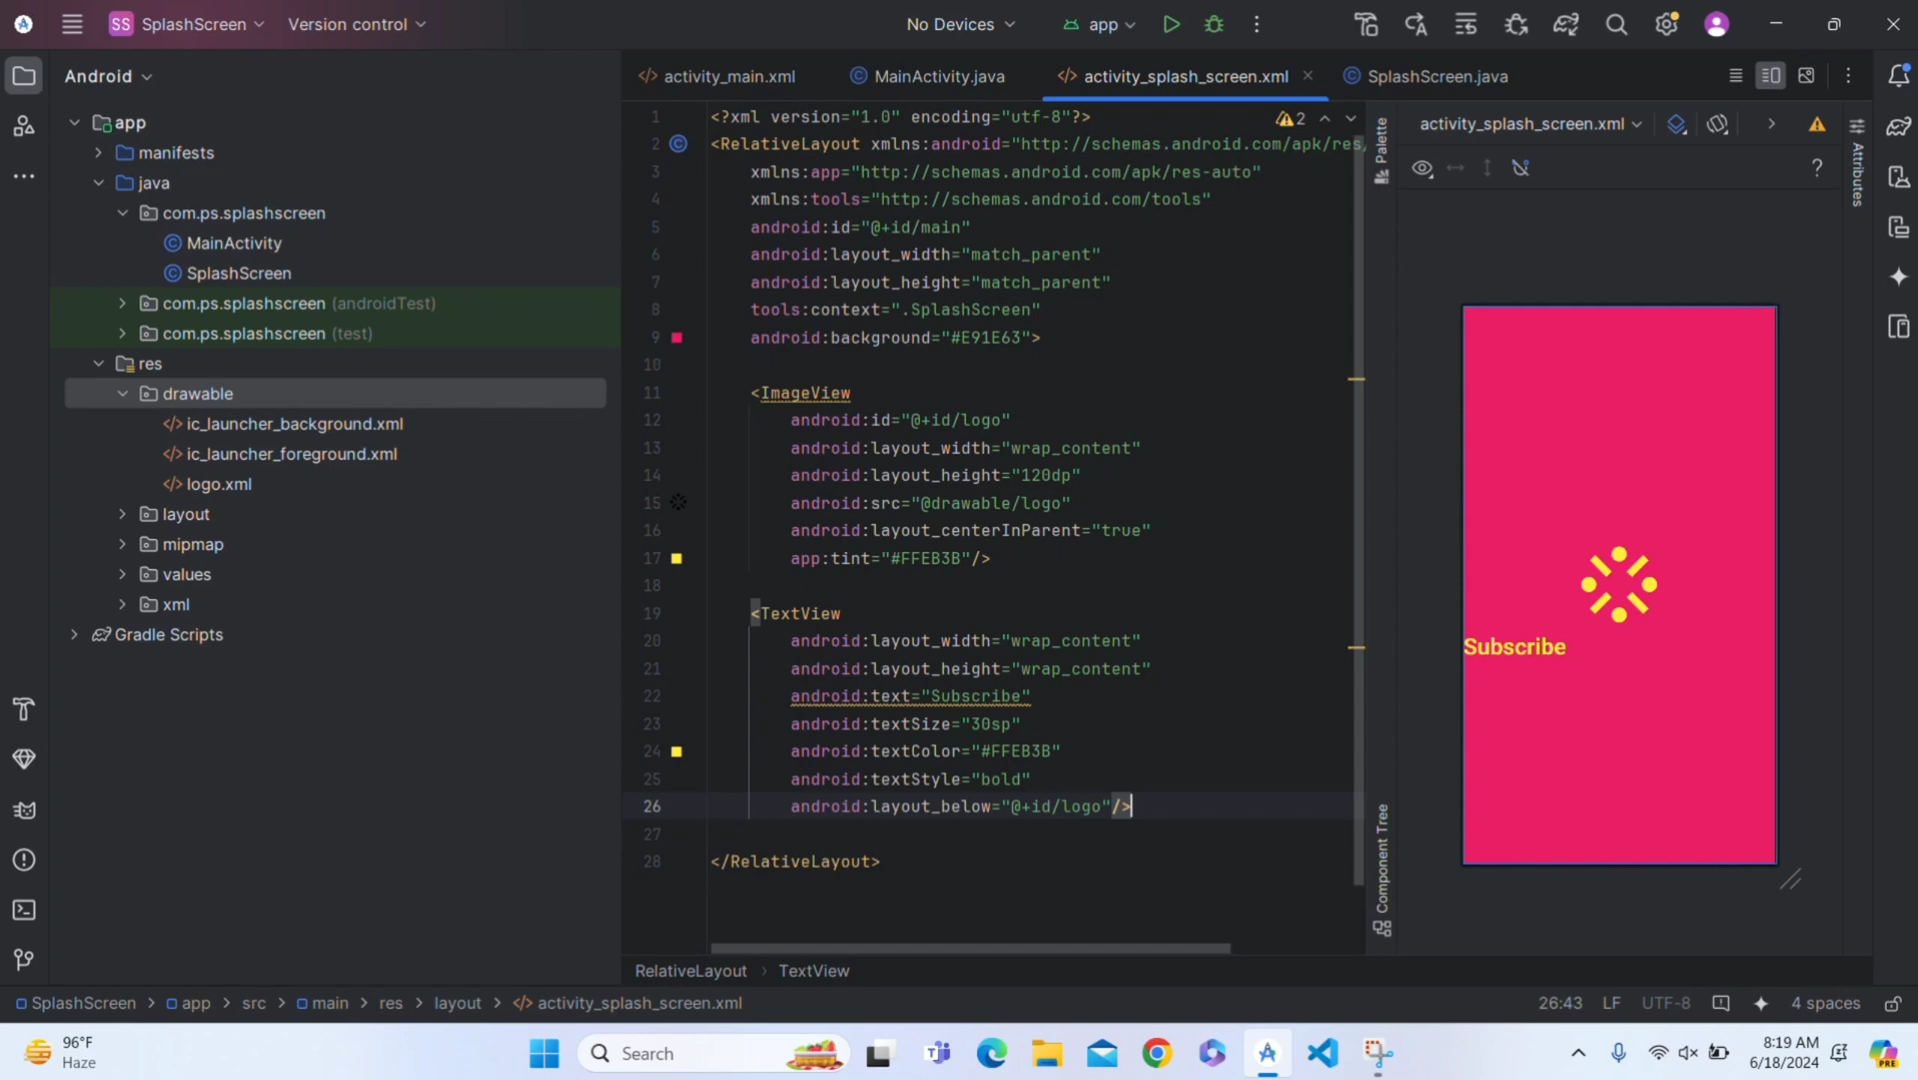 SS SplashScreen Version control No Devices app
Android
app
manifests
java
com.ps.splashscreen
MainActivity
SplashScreen
com.ps.splashscreen (androidTest)
com.ps.splashscreen (test)
res
drawable
ic_launcher_background.xml
ic_launcher_foreground.xml
logo.xml
layout
mipmap
values
xml
Gradle Scripts
activity_main.xml MainActivity.java activity_splash_screen.xml SplashScreen.java
2
1 <?xml version="1.0" encoding="utf-8"?>
2 <RelativeLayout xmlns:android="http://schemas.android.com/apk/res/
3 xmlns:app="http://schemas.android.com/apk/res-auto"
4 xmlns:tools="http://schemas.android.com/tools"
5 android:id="@+id/main"
6 android:layout_width="match_parent"
7 android:layout_height="match_parent"
8 tools:context=".SplashScreen"
9 android:background="#E91E63">
10
11 <ImageView
12 android:id="@+id/logo"
13 android:layout_width="wrap_content"
14 android:layout_height="120dp"
15 android:src="@drawable/logo"
16 android:layout_centerInParent="true"
17 app:tint="#FFEB3B"/>
18
19 <TextView
20 android:layout_width="wrap_content"
21 android:layout_height="wrap_content"
22 android:text="Subscribe"
23 android:textSize="30sp"
24 android:textColor="#FFEB3B"
25 android:textStyle="bold"
26 android:layout_below="@+id/logo"/>
27
28 </RelativeLayout>
RelativeLayout > TextView
Palette
Component Tree
activity_splash_screen.xml
?
Subscribe
Attributes
SplashScreen > app > src > main > res > layout > activity_splash_screen.xml 26:43 LF UTF-8 4 spaces
96°F
Haze
Search
PRE
8:19 AM
6/18/2024